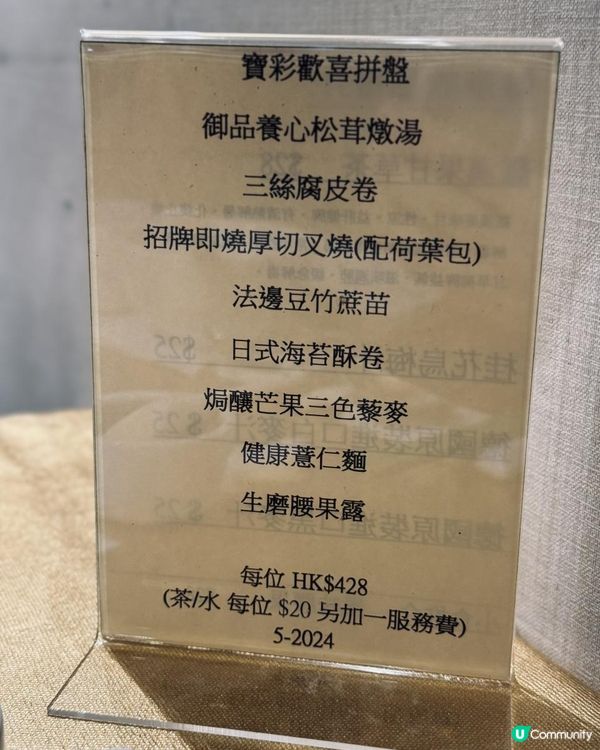 寶彩歡喜拼盤
御品養心松茸燉湯
三絲腐皮卷
招牌即燒厚切叉燒(配荷葉包)
法邊豆竹蔗苗
日式海苔酥卷
焗釀芒果三色藜麥
健康薏仁麵
生磨腰果露
每位 HK$428
(茶/水 每位 $20 另加一服務費)
5-2024
U Community